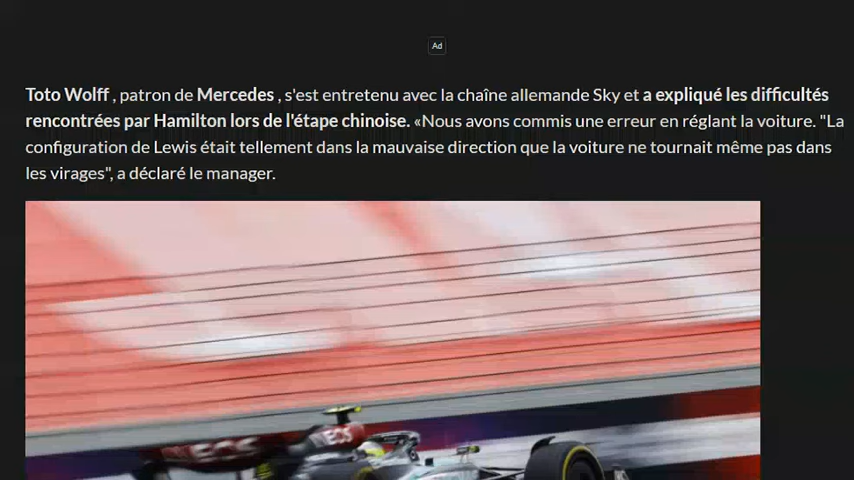 Ad
Toto Wolff , patron de Mercedes , s'est entretenu avec la chaîne allemande Sky et a expliqué les difficultés
rencontrées par Hamilton lors de l'étape chinoise. «Nous avons commis une erreur en réglant la voiture. "La
configuration de Lewis était tellement dans la mauvaise direction que la voiture ne tournait même pas dans
les virages", a déclaré le manager.
INEOS
INEOS